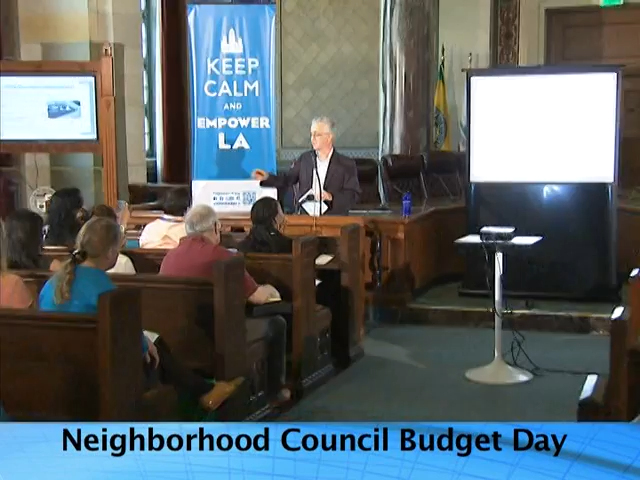 KEEP
CALM
AND
EMPOWER
LA
Neighborhood Council Budget Day